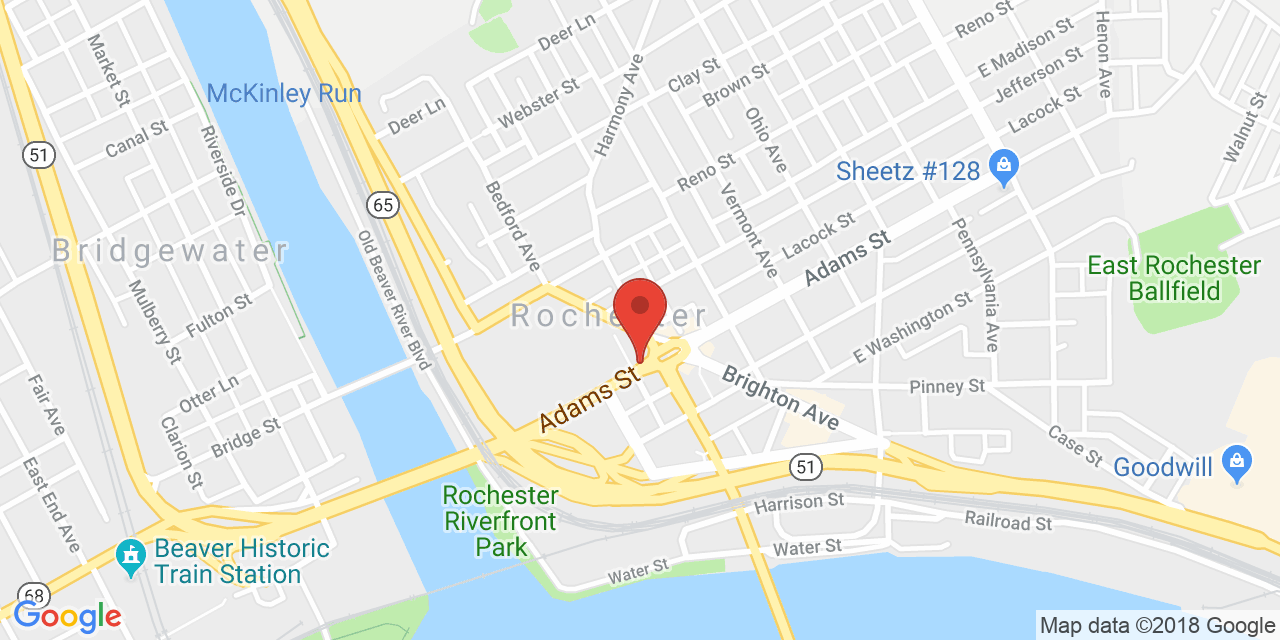 Deer Ln
Reno St
Henon Ave
Market St
E Madison St
Clay St
Jefferson St
McKinley Run
Webster St
Brown St
Deer Ln
Harmony Ave
Lacock St
Canal St
Ohio Ave
Walnut St
51
Riverside Dr
Sheetz #128
Reno St
65
Bedford Ave
Vermont Ave
Lacock St
Bridgewater
Adams St
Pennsylvania Ave
East Rochester
Ballfield
Old Beaver River Blvd
Mulberry St
Fulton St
Rochester
E Washington St
Otter Ln
Adams St
Brighton Ave
Pinney St
Fair Ave
Clarion St
Bridge St
Case St
51
Goodwill
East End Ave
Rochester
Riverfront
Park
Harrison St
Railroad St
Beaver Historic
Train Station
Water St
Water St
68
Google
Map data ©2018 Google